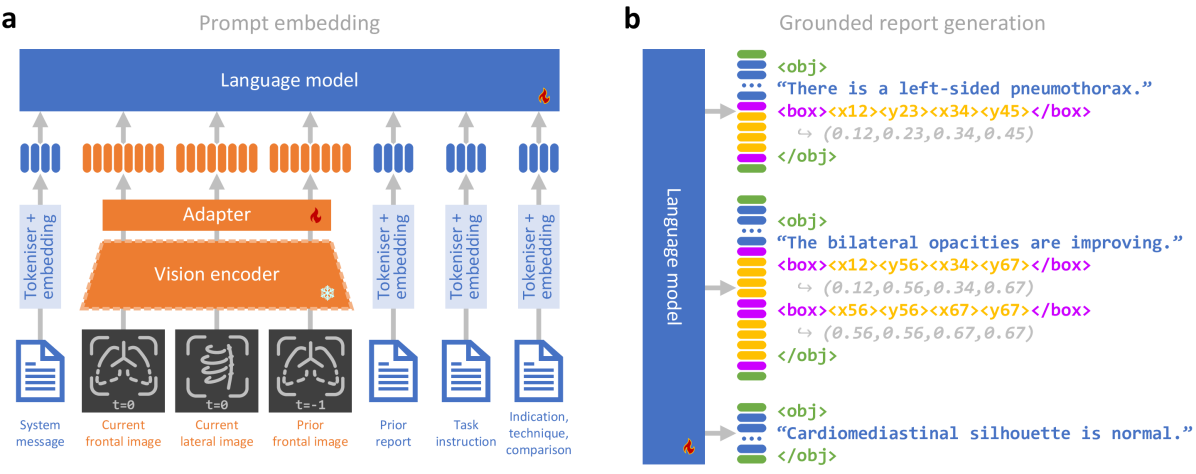 a
Prompt embedding
Language model
Tokeniser +
embedding
Adapter
Vision encoder
Tokeniser +
embedding
Tokeniser +
embedding
Tokeniser +
embedding
t=0
t=0
t=-1
System
message
Current
frontal image
Current
lateral image
Prior
frontal image
Prior
report
Task
instruction
Indication,
technique,
comparison
b
Grounded report generation
Language model
<obj>
“There is a left-sided pneumothorax.”
<box><x12><y23><x34><y45></box>
↪ (0.12,0.23,0.34,0.45)
</obj>
<obj>
“The bilateral opacities are improving.”
<box><x12><y56><x34><y67></box>
↪ (0.12,0.56,0.34,0.67)
<box><x56><y56><x67><y67></box>
↪ (0.56,0.56,0.67,0.67)
</obj>
<obj>
“Cardiomediastinal silhouette is normal.”
</obj>